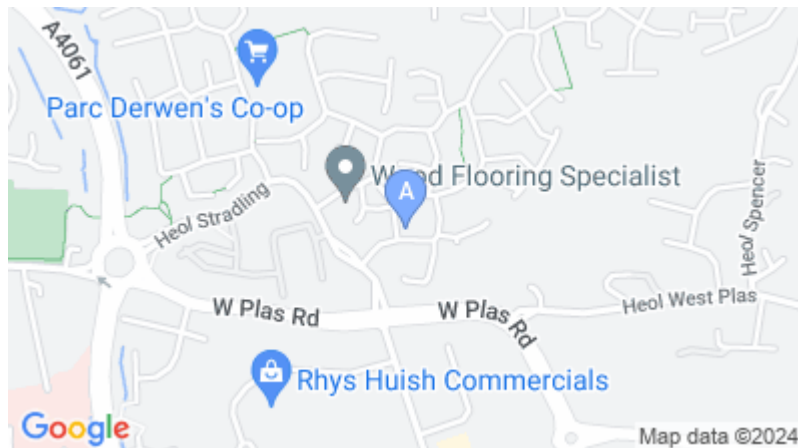 A4061
Parc Derwen's Co-op
Wood Flooring Specialist
A
Heol Stradling
Heol Spencer
W Plas Rd
W Plas Rd
Heol West Plas
Rhys Huish Commercials
Google
Map data ©2024